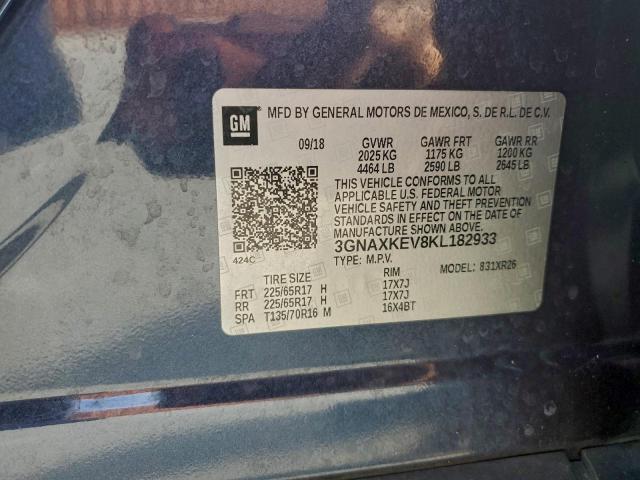 GM
MFD BY GENERAL MOTORS DE MEXICO, S. DE R.L. DE C.V.
09/18 GVWR GAWR FRT GAWR RR
2025 KG 1175 KG 1200 KG
4464 LB 2590 LB 2645 LB
THIS VEHICLE CONFORMS TO ALL
APPLICABLE U.S. FEDERAL MOTOR
VEHICLE SAFETY AND THEFT PREVENTION
STANDARDS IN EFFECT ON THE DATE OF
MANUFACTURE SHOWN ABOVE.
424C 3GNAXKEV8KL182933
TYPE: M.P.V. MODEL: 831XR26
TIRE SIZE RIM
FRT 225/65R17 H 17X7J
RR 225/65R17 H 17X7J
SPA T135/70R16 M 16X4BT